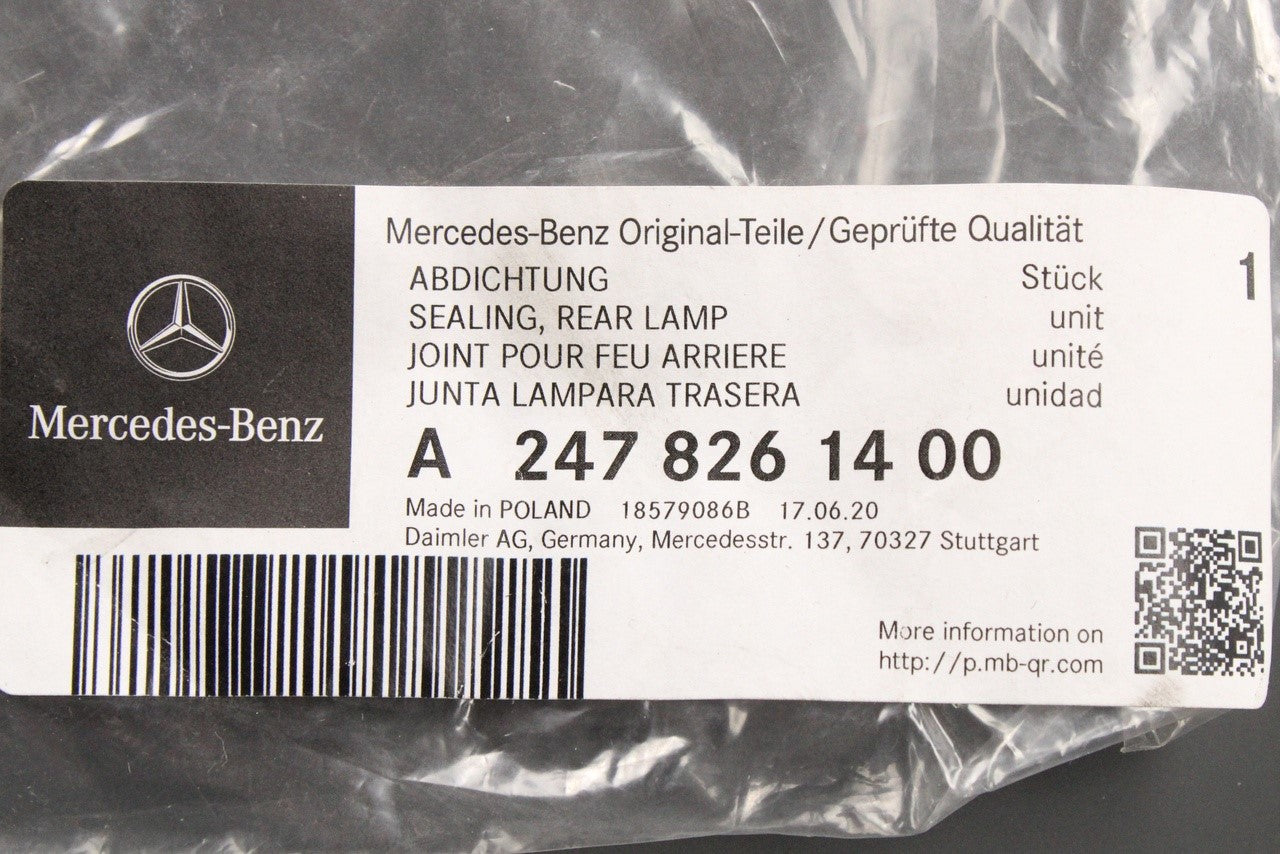 Mercedes-Benz
Mercedes-Benz Original-Teile/Geprüfte Qualität
ABDICHTUNG Stück 1
SEALING, REAR LAMP unit
JOINT POUR FEU ARRIERE unité
JUNTA LAMPARA TRASERA unidad
A 247 826 14 00
Made in POLAND 18579086B 17.06.20
Daimler AG, Germany, Mercedesstr. 137, 70327 Stuttgart
More information on
http://p.mb-qr.com